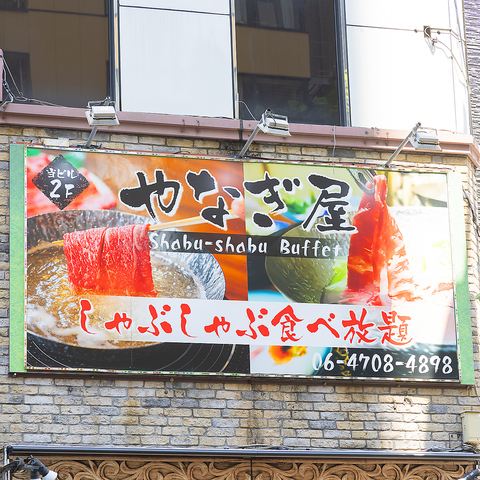 当ビル
2F
やなぎ屋
Shabu-shabu Buffet
しゃぶしゃぶ食べ放題
06-4708-4898